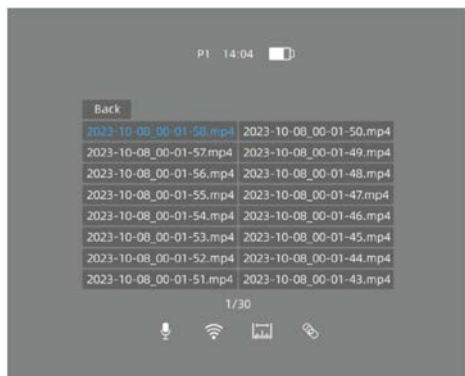 P1 14:04
Back
2023-10-08_00-01-58.mp4 2023-10-08_00-01-50.mp4
2023-10-08_00-01-57.mp4 2023-10-08_00-01-49.mp4
2023-10-08_00-01-56.mp4 2023-10-08_00-01-48.mp4
2023-10-08_00-01-55.mp4 2023-10-08_00-01-47.mp4
2023-10-08_00-01-54.mp4 2023-10-08_00-01-46.mp4
2023-10-08_00-01-53.mp4 2023-10-08_00-01-45.mp4
2023-10-08_00-01-52.mp4 2023-10-08_00-01-44.mp4
2023-10-08_00-01-51.mp4 2023-10-08_00-01-43.mp4
1/30